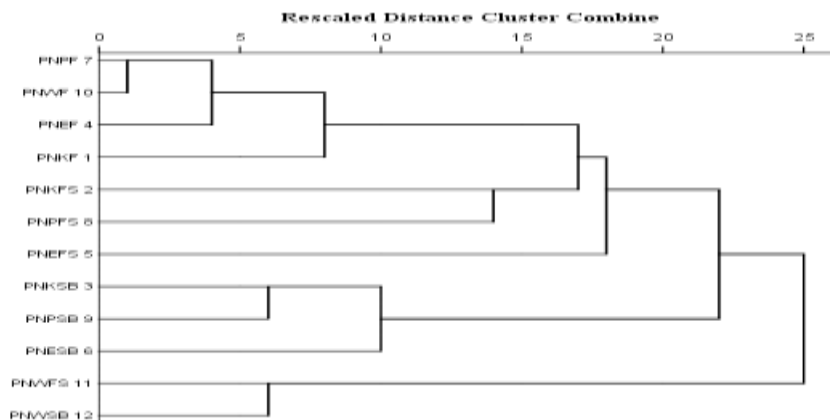 Rescaled Distance Cluster Combine
0 5 10 15 20 25
PNPF 7
PNWF 10
PNEF 4
PNKF 1
PNKFS 2
PNPFS 8
PNEFS 5
PNKSB 3
PNPSB 9
PNESB 6
PNWFS 11
PNWSB 12